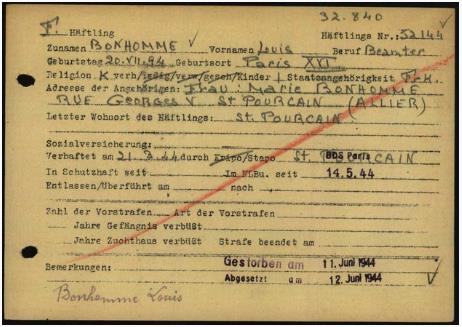 32.840
F. Häftling Häftlings Nr.: 52144
Zunamen BONHOMME Vornamen Louis Beruf Beamter
Geburtstag 20.VII.94 Geburtsort Paris XVI
Religion K verh/ledig/verw/gesch/Kinder 1 Staatsangehörigkeit Frk.
Adresse der Angehörigen: Frau: Marie BONHOMME
RUE Georges V St POURCAIN (ALLIER)
Letzter Wohnort des Häftlings: St. POURCAIN
Sozialversicherung:
Verhaftet am 21.3.44 durch Kripo/Stapo St. POURCAIN BDS Paris
In Schutzhaft seit Im KLBu. seit 14.5.44
Entlassen/Überführt am nach
Zahl der Vorstrafen Art der Vorstrafen
Jahre Gefängnis verbüßt
Jahre Zuchthaus verbüßt Strafe beendet am
Bemerkungen: Gestorben am 11. Juni 1944
Abgesetzt am 12. Juni 1944
Bonhomme Louis